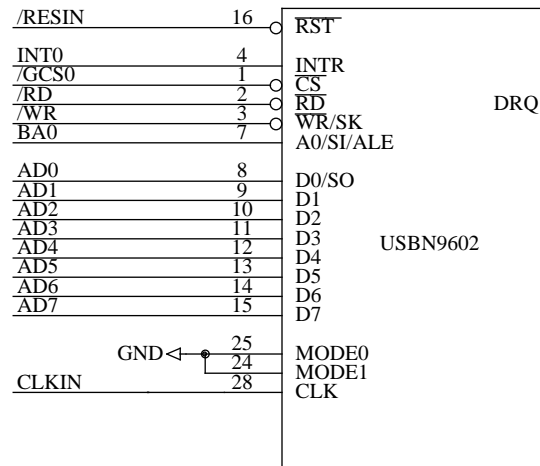 /RESIN 16 RST
INT0 4 INTR
/GCS0 1 CS
/RD 2 RD DRQ
/WR 3 WR/SK
BA0 7 A0/SI/ALE
AD0 8 D0/SO
AD1 9 D1
AD2 10 D2
AD3 11 D3 USBN9602
AD4 12 D4
AD5 13 D5
AD6 14 D6
AD7 15 D7
GND 25 MODE0
24 MODE1
CLKIN 28 CLK